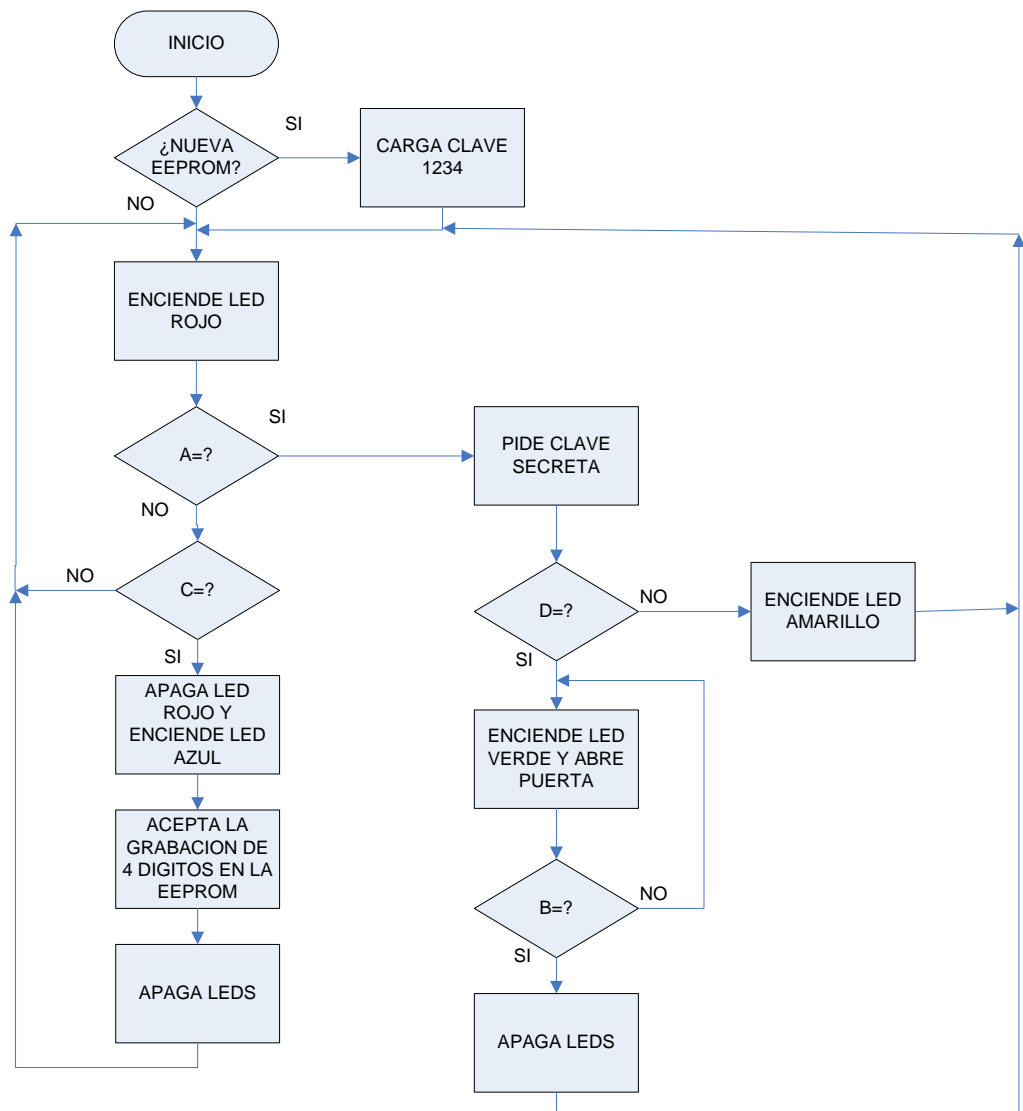 INICIO
¿NUEVA
EEPROM?
SI
CARGA CLAVE
1234
NO
ENCIENDE LED
ROJO
A=?
SI
PIDE CLAVE
SECRETA
NO
C=?
NO
D=?
NO
ENCIENDE LED
AMARILLO
SI
SI
APAGA LED
ROJO Y
ENCIENDE LED
AZUL
ENCIENDE LED
VERDE Y ABRE
PUERTA
ACEPTA LA
GRABACION DE
4 DIGITOS EN LA
EEPROM
B=?
NO
SI
APAGA LEDS
APAGA LEDS